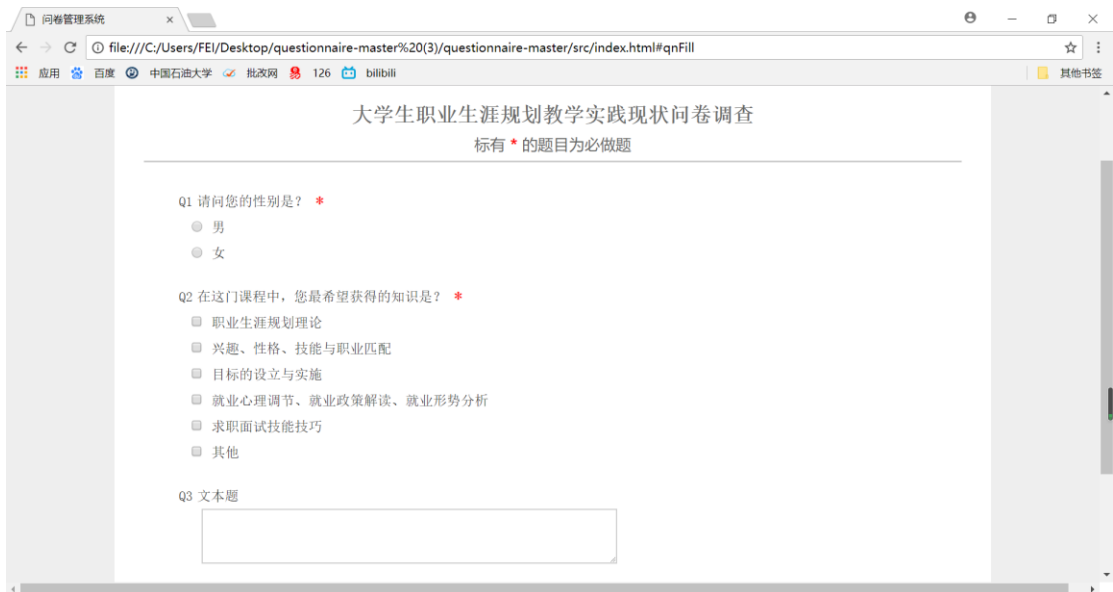 问卷管理系统
file:///C:/Users/FEI/Desktop/questionnaire-master%20(3)/questionnaire-master/src/index.html#qnFill
应用 百度 中国石油大学 批改网 126 bilibili 其他书签
大学生职业生涯规划教学实践现状问卷调查
标有 * 的题目为必做题
Q1 请问您的性别是? *
男
女
Q2 在这门课程中，您最希望获得的知识是? *
职业生涯规划理论
兴趣、性格、技能与职业匹配
目标的设立与实施
就业心理调节、就业政策解读、就业形势分析
求职面试技能技巧
其他
Q3 文本题